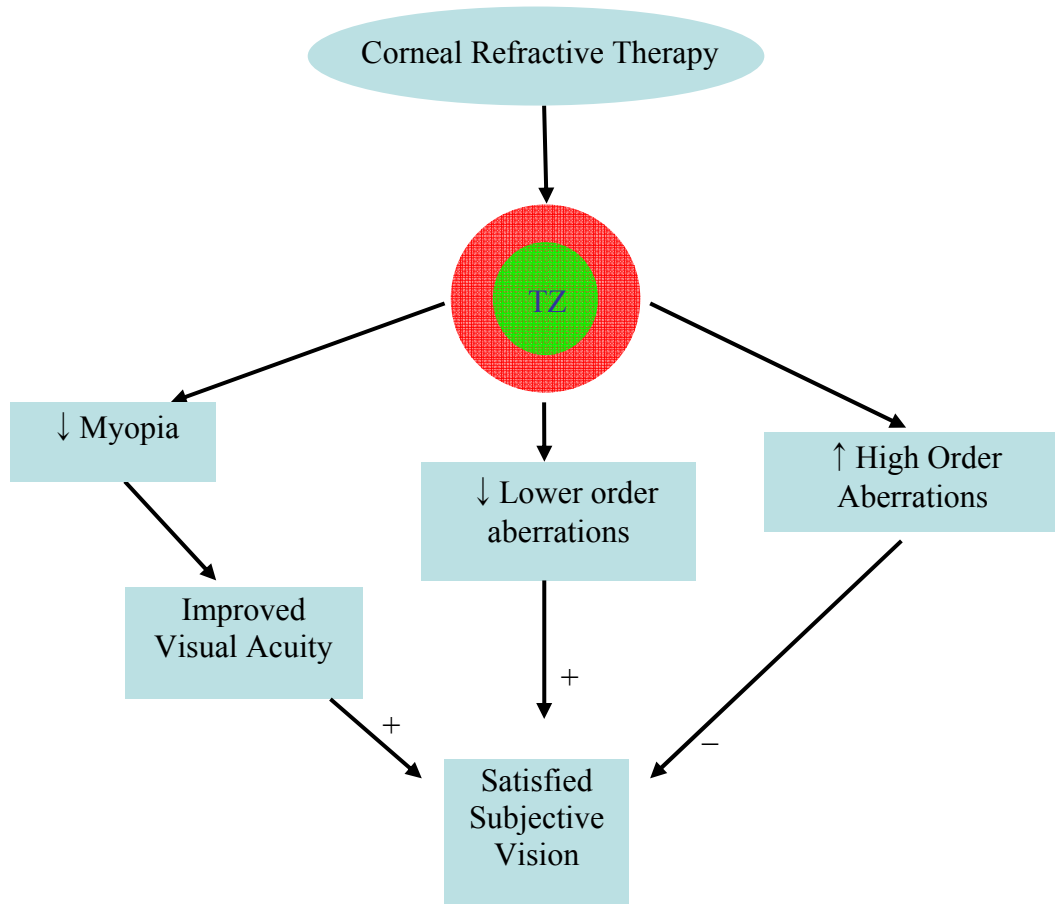 Corneal Refractive Therapy
TZ
↓ Myopia
↓ Lower order
aberrations
↑ High Order
Aberrations
Improved
Visual Acuity
+
+
−
Satisfied
Subjective
Vision